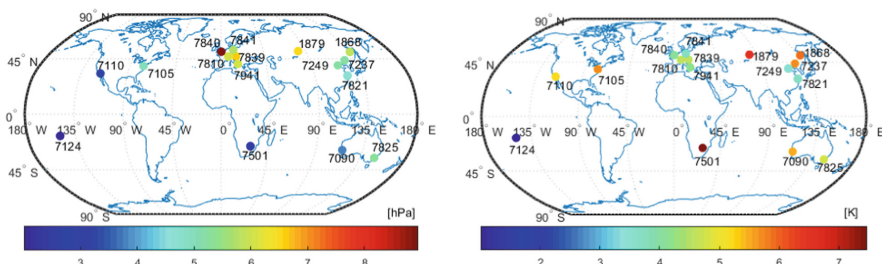 90° N
7840 7841 1879 1868
45° N 7110 7105 7810 7839 7249 7237
7941 7821
0°
180° W 135° W 90° W 45° W 0° 45° E 90° E 135° E 180° E
7124 7501 7090 7825
45° S
90° S [hPa]
3 4 5 6 7 8
90° N
7840 7841 1879 1868
45° N 7110 7105 7810 7839 7249 7237
7941 7821
0°
180° W 135° W 90° W 45° W 0° 45° E 90° E 135° E 180° E
7124 7501 7090 7825
45° S
90° S [K]
2 3 4 5 6 7